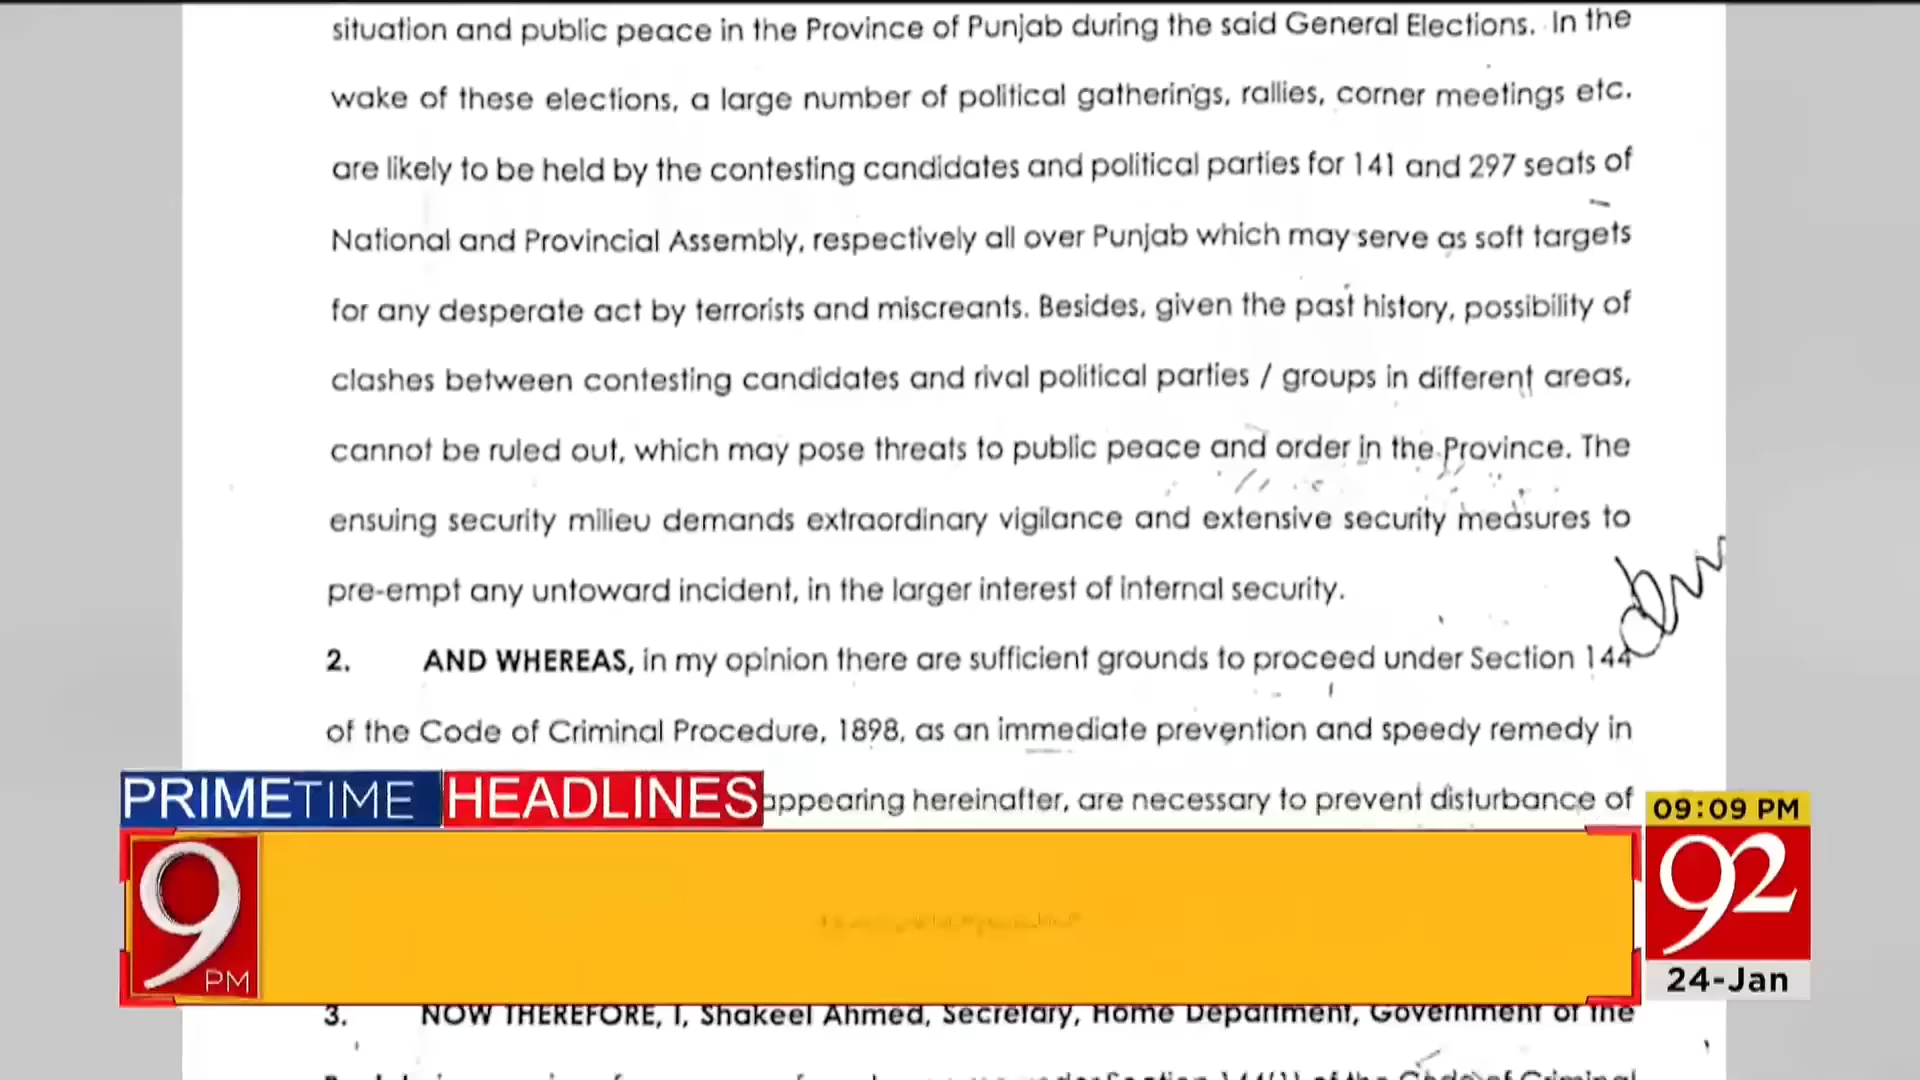 situation and public peace in the Province of Punjab during the said General Elections. In the
wake of these elections, a large number of political gatherings, rallies, corner meetings etc.
are likely to be held by the contesting candidates and political parties for 141 and 297 seats of
National and Provincial Assembly, respectively all over Punjab which may serve as soft targets
for any desperate act by terrorists and miscreants. Besides, given the past history, possibility of
clashes between contesting candidates and rival political parties / groups in different areas,
cannot be ruled out, which may pose threats to public peace and order in the Province. The
ensuing security milieu demands extraordinary vigilance and extensive security measures to
pre-empt any untoward incident, in the larger interest of internal security.
2. AND WHEREAS, in my opinion there are sufficient grounds to proceed under Section 144
of the Code of Criminal Procedure, 1898, as an immediate prevention and speedy remedy in
appearing hereinafter, are necessary to prevent disturbance of
PRIMETIME HEADLINES
9 PM
09:09 PM
92
24-Jan
3. NOW THEREFORE, I, Shakeel Ahmed, Secretary, Home Department, Government of the